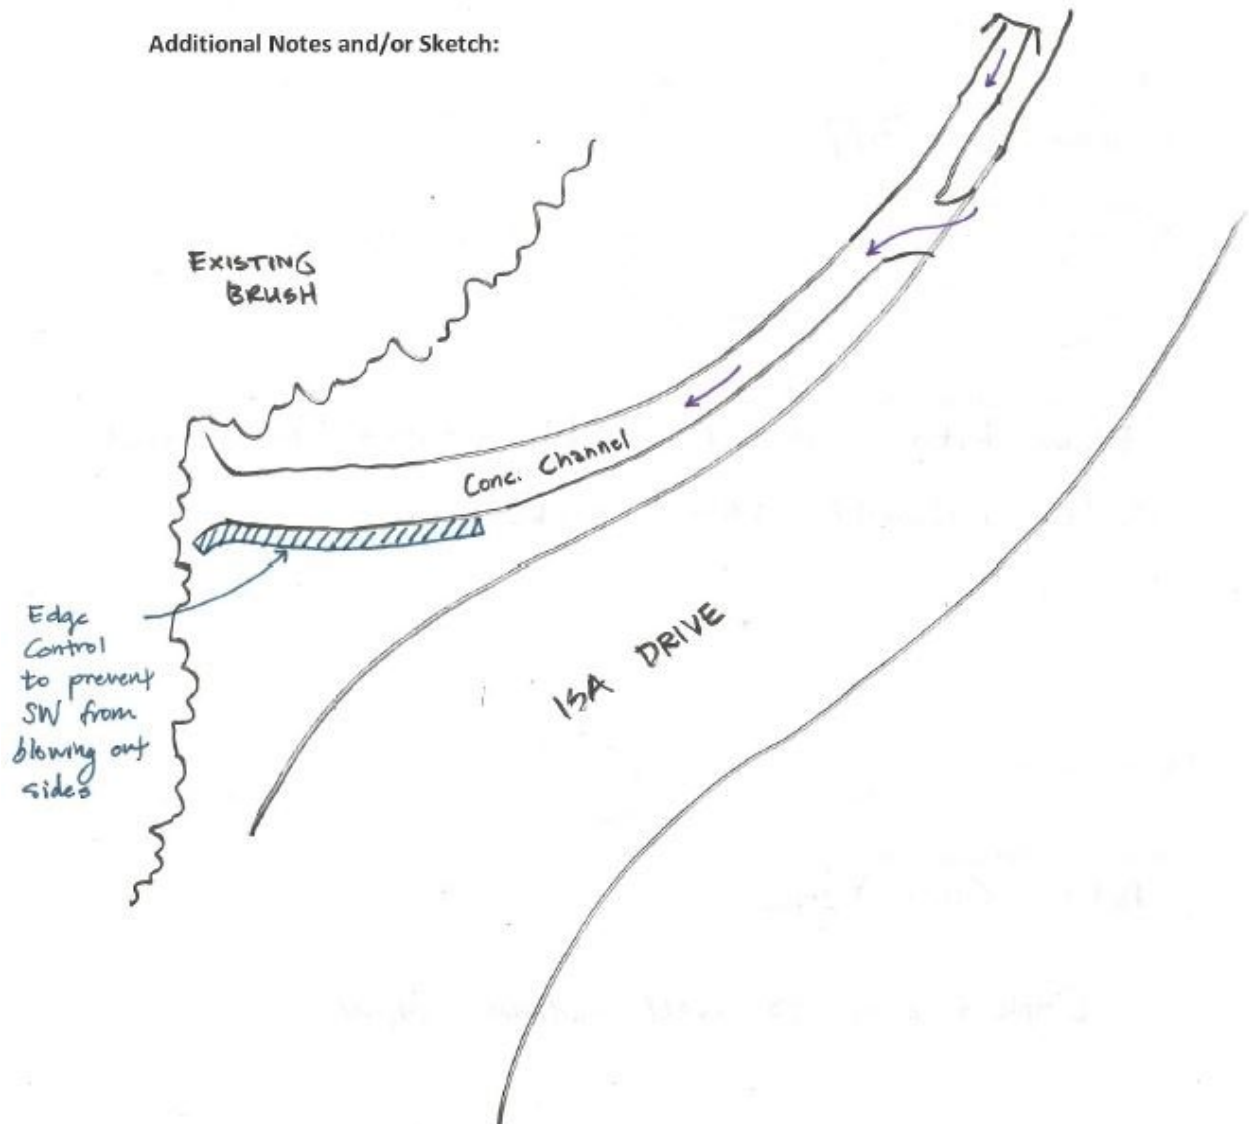 Additional Notes and/or Sketch:
EXISTING
BRUSH
Conc. Channel
Edge
Control
to prevent
SW from
blowing out
sides
ISA DRIVE